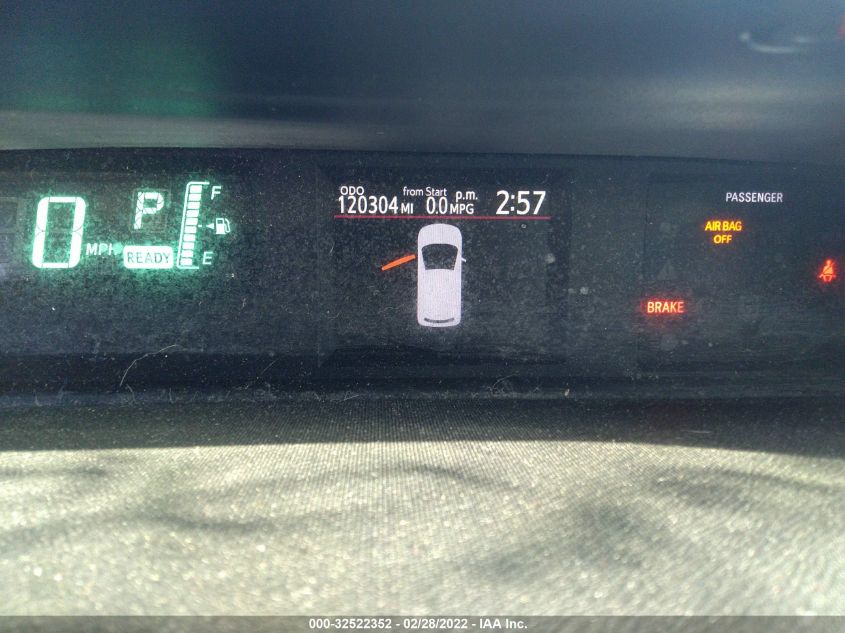 0 MPH
P
READY
F
E
ODO from Start p.m.
120304 MI 0.0 MPG 2:57
PASSENGER
AIR BAG
OFF
BRAKE
000-32522352 - 02/28/2022 - IAA Inc.